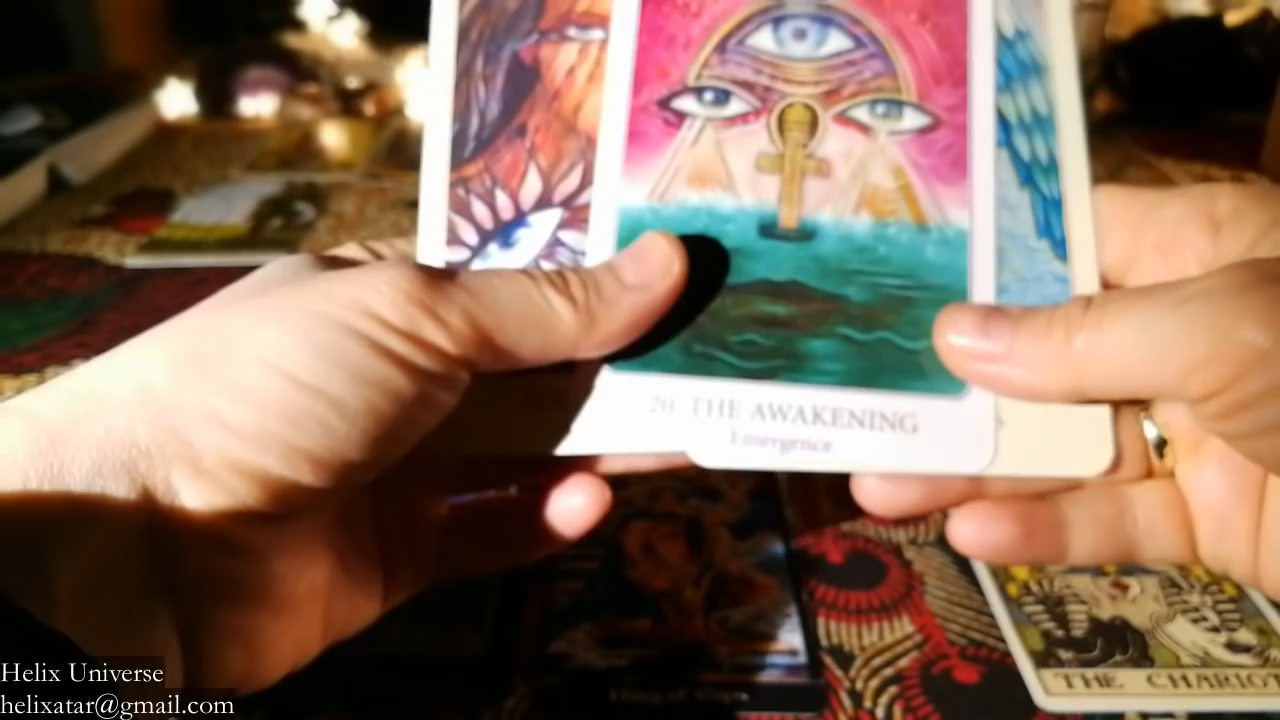 20 THE AWAKENING
Emergence
THE CHARIOT
Helix Universe
helixatar@gmail.com